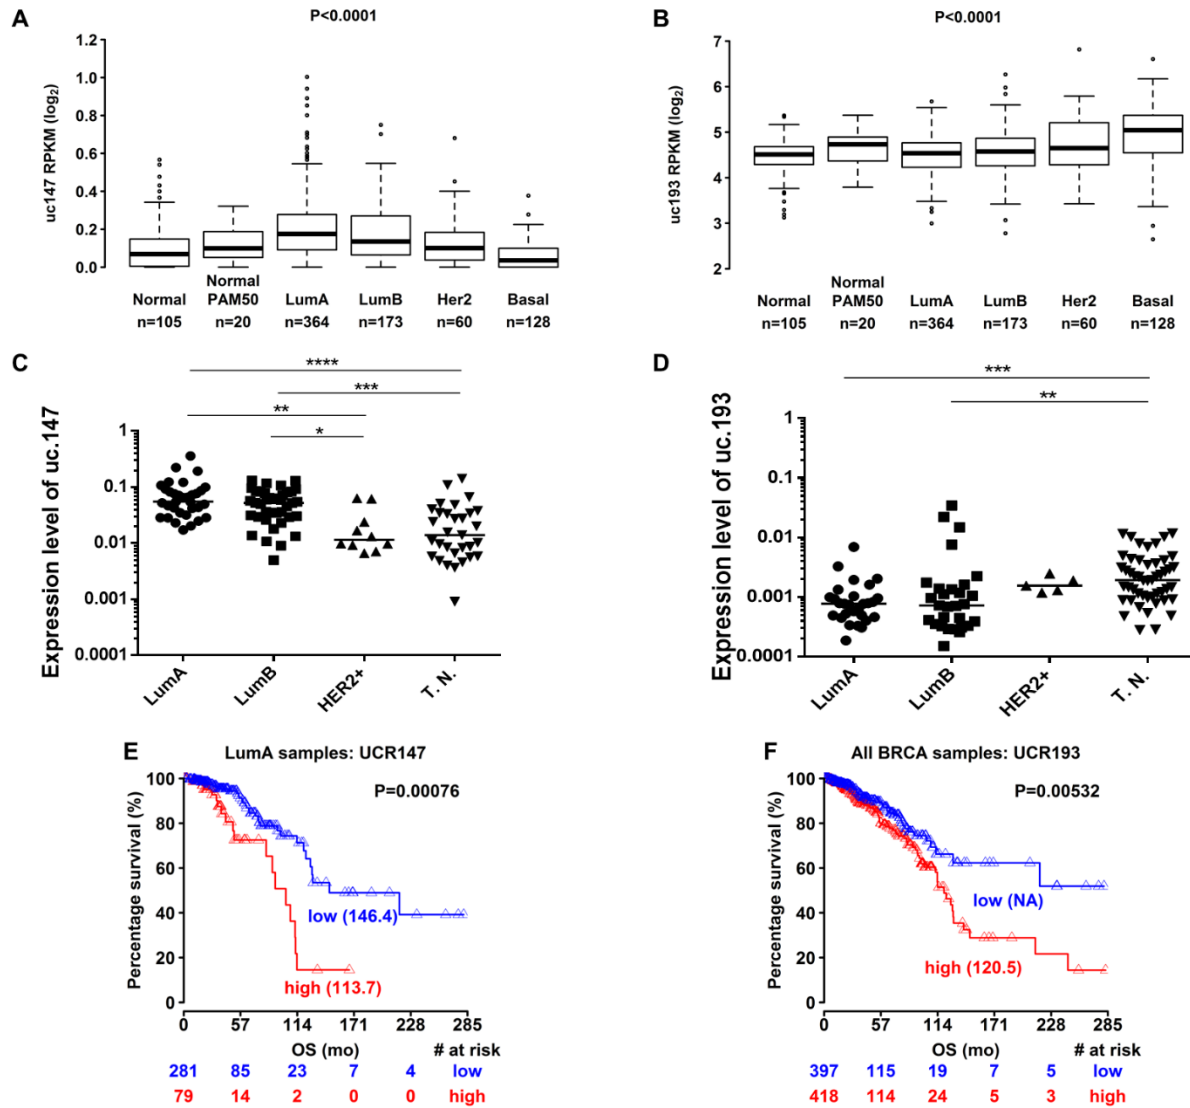 A
P<0.0001
uc147 RPKM (log2)
1.2
1.0
0.8
0.6
0.4
0.2
0.0
Normal
Normal PAM50
LumA
LumB
Her2
Basal
n=105
n=20
n=364
n=173
n=60
n=128
B
P<0.0001
uc193 RPKM (log2)
7
6
5
4
3
2
Normal
Normal PAM50
LumA
LumB
Her2
Basal
n=105
n=20
n=364
n=173
n=60
n=128
C
****
***
**
*
Expression level of uc.147
1
0.1
0.01
0.001
0.0001
LumA
LumB
HER2+
T. N.
D
***
**
Expression level of uc.193
1
0.1
0.01
0.001
0.0001
LumA
LumB
HER2+
T. N.
E
LumA samples: UCR147
P=0.00076
Percentage survival (%)
100
80
60
40
20
0
low (146.4)
high (113.7)
0 57 114 171 228 285
OS (mo) # at risk
281 85 23 7 4 low
79 14 2 0 0 high
F
All BRCA samples: UCR193
P=0.00532
Percentage survival (%)
100
80
60
40
20
0
low (NA)
high (120.5)
0 57 114 171 228 285
OS (mo) # at risk
397 115 19 7 5 low
418 114 24 5 3 high